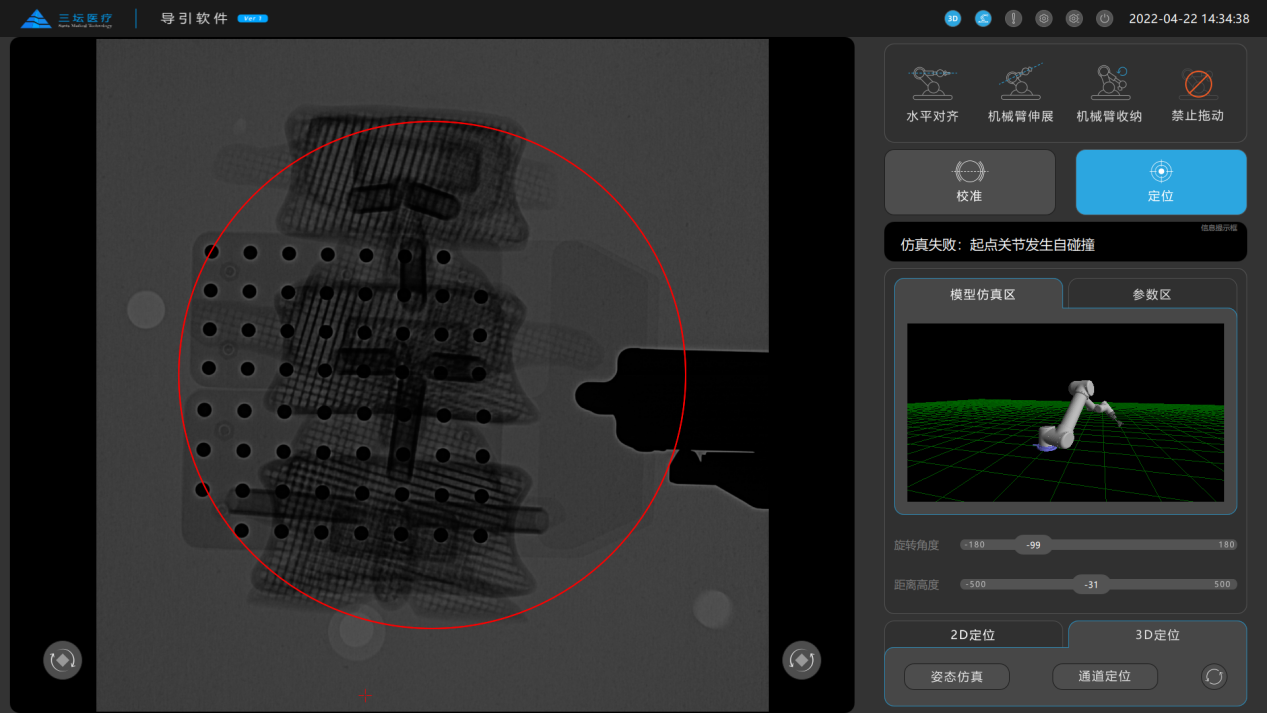 三坛医疗
Santa Medical Technology
导引软件
Ver 1
3D
2022-04-22 14:34:38
水平对齐
机械臂伸展
机械臂收纳
禁止拖动
校准
定位
信息提示框
仿真失败：起点关节发生自碰撞
模型仿真区
参数区
旋转角度
-180
-99
180
距离高度
-500
-31
500
2D定位
3D定位
姿态仿真
通道定位